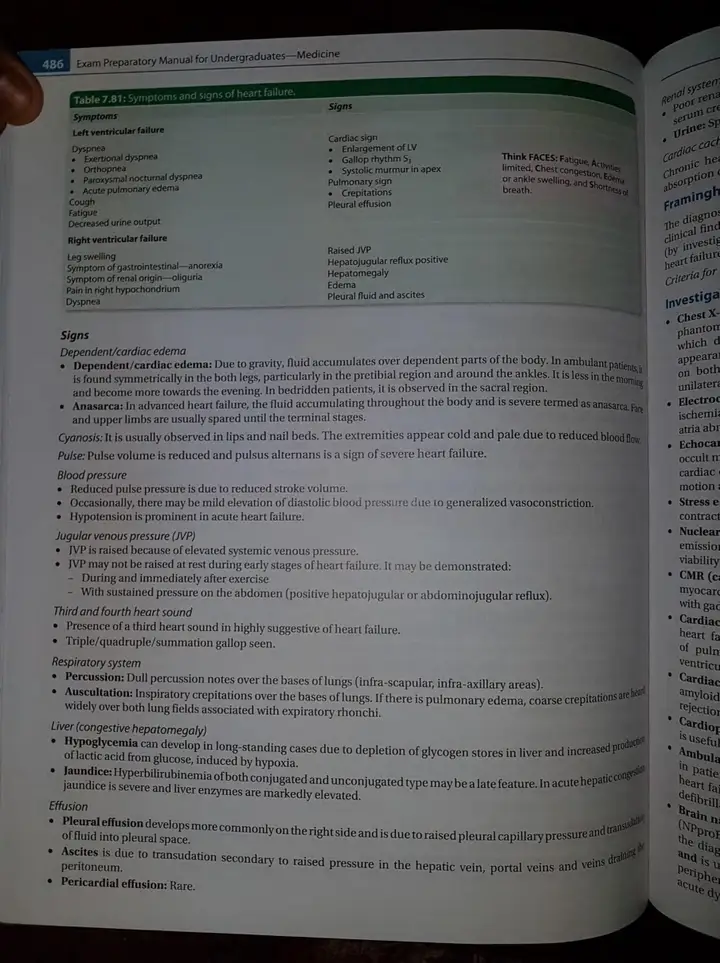 486 Exam Preparatory Manual for Undergraduates—Medicine
Table 7.81: Symptoms and signs of heart failure.
Symptoms
Signs
Left ventricular failure
Dyspnea
• Exertional dyspnea
• Orthopnea
• Paroxysmal nocturnal dyspnea
• Acute pulmonary edema
Cough
Fatigue
Decreased urine output
Cardiac sign
• Enlargement of LV
• Gallop rhythm S₃
• Systolic murmur in apex
Pulmonary sign
• Crepitations
Pleural effusion
Think FACES: Fatigue, Activities
limited, Chest congestion, Edema
or ankle swelling, and Shortness of
breath.
Right ventricular failure
Leg swelling
Symptom of gastrointestinal—anorexia
Symptom of renal origin—oliguria
Pain in right hypochondrium
Dyspnea
Raised JVP
Hepatojugular reflux positive
Hepatomegaly
Edema
Pleural fluid and ascites
Signs
Dependent/cardiac edema
• Dependent/cardiac edema: Due to gravity, fluid accumulates over dependent parts of the body. In ambulant patients, it
is found symmetrically in the both legs, particularly in the pretibial region and around the ankles. It is less in the morning
and become more towards the evening. In bedridden patients, it is observed in the sacral region.
• Anasarca: In advanced heart failure, the fluid accumulating throughout the body and is severe termed as anasarca. Face
and upper limbs are usually spared until the terminal stages.
Cyanosis: It is usually observed in lips and nail beds. The extremities appear cold and pale due to reduced blood flow.
Pulse: Pulse volume is reduced and pulsus alternans is a sign of severe heart failure.
Blood pressure
• Reduced pulse pressure is due to reduced stroke volume.
• Occasionally, there may be mild elevation of diastolic blood pressure due to generalized vasoconstriction.
• Hypotension is prominent in acute heart failure.
Jugular venous pressure (JVP)
• JVP is raised because of elevated systemic venous pressure.
• JVP may not be raised at rest during early stages of heart failure. It may be demonstrated:
– During and immediately after exercise
– With sustained pressure on the abdomen (positive hepatojugular or abdominojugular reflux).
Third and fourth heart sound
• Presence of a third heart sound in highly suggestive of heart failure.
• Triple/quadruple/summation gallop seen.
Respiratory system
• Percussion: Dull percussion notes over the bases of lungs (infra-scapular, infra-axillary areas).
• Auscultation: Inspiratory crepitations over the bases of lungs. If there is pulmonary edema, coarse crepitations are heard
widely over both lung fields associated with expiratory rhonchi.
Liver (congestive hepatomegaly)
• Hypoglycemia can develop in long-standing cases due to depletion of glycogen stores in liver and increased production
of lactic acid from glucose, induced by hypoxia.
• Jaundice: Hyperbilirubinemia of both conjugated and unconjugated type may be a late feature. In acute hepatic congestion
jaundice is severe and liver enzymes are markedly elevated.
Effusion
• Pleural effusion develops more commonly on the right side and is due to raised pleural capillary pressure and transudation
of fluid into pleural space.
• Ascites is due to transudation secondary to raised pressure in the hepatic vein, portal veins and veins draining the
peritoneum.
• Pericardial effusion: Rare.
Renal system
• Poor
serum
• Urine:
Cardiac
Chronic
absorption
The
clinical
(by
heart failure
Criteria for
• Chest X-
phantom
which
on both
atria
occult
cardiac
motion
• Stress
contract
• Nuclear
viability
• CMR
with
• Cardiac
heart
of
• Cardiac
is useful
in
heart
• Brain
the
and is
acute